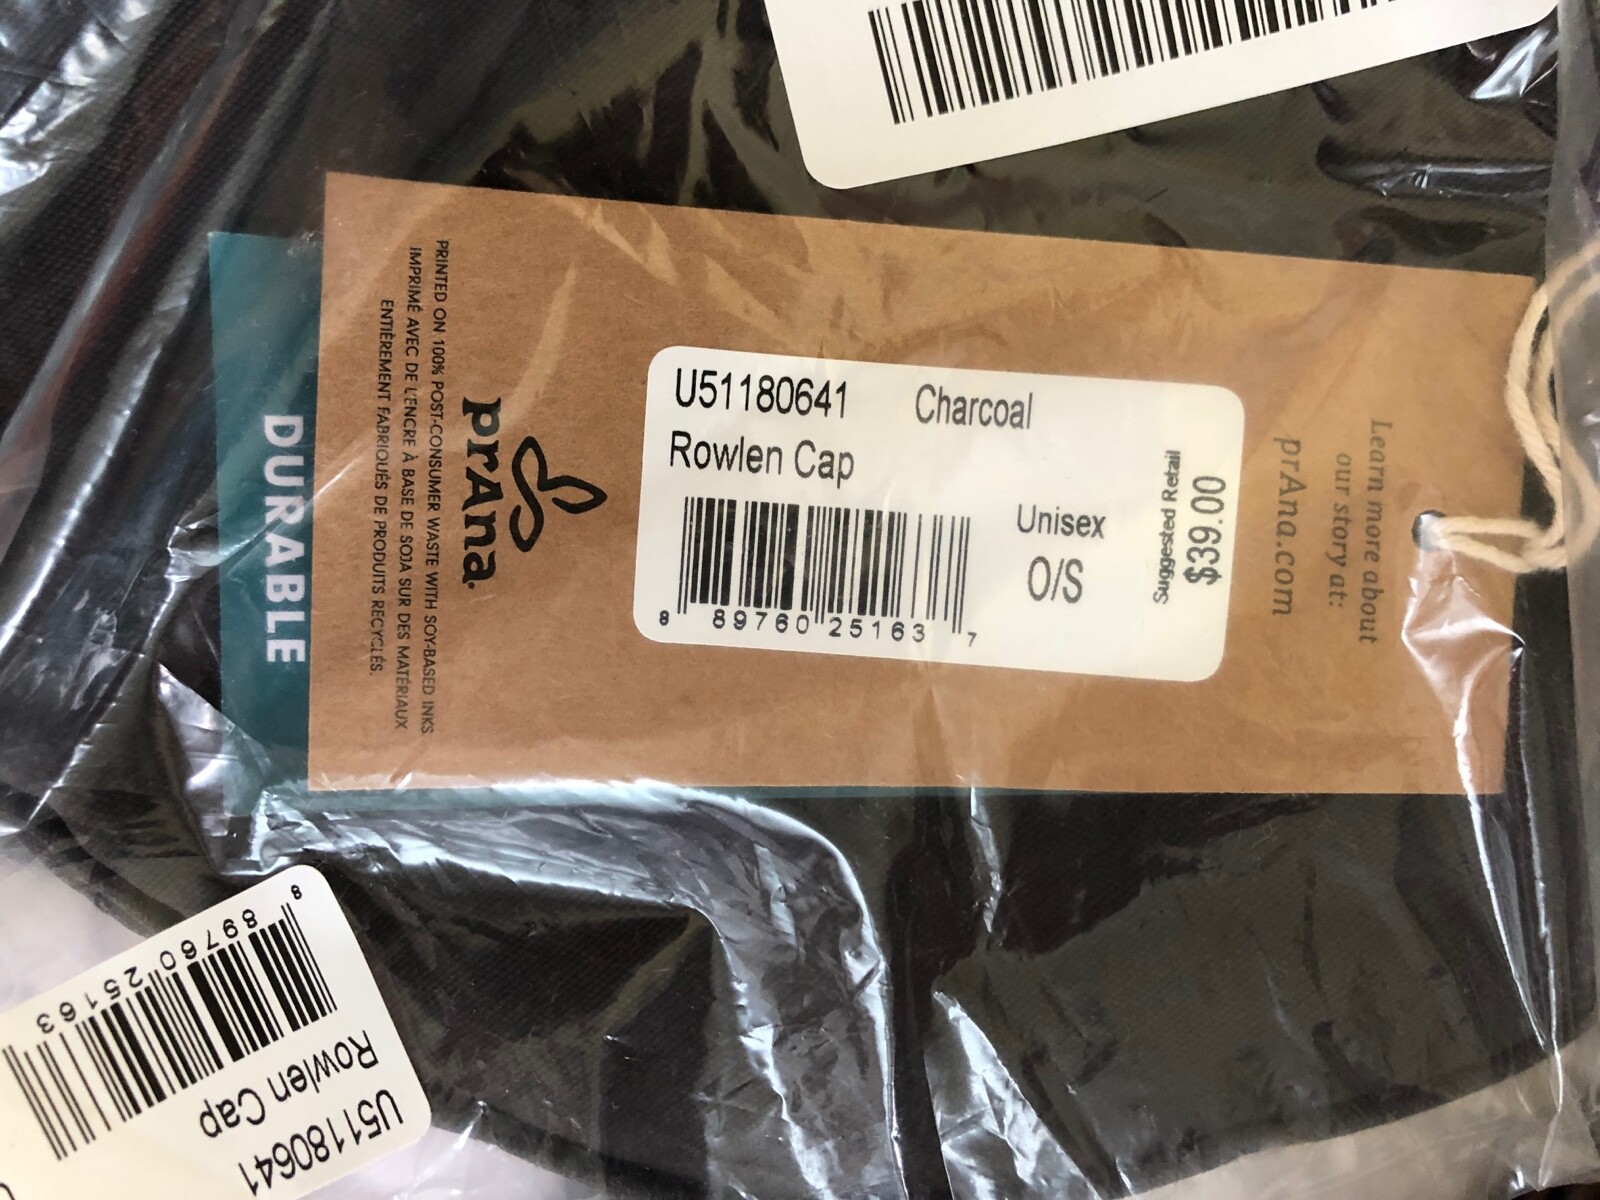 U51180641 Charcoal
Rowlen Cap
Unisex
O/S
8 89760 25163 7
Suggested Retail
$39.00
Learn more about
our story at:
prAna.com
prAna.
PRINTED ON 100% POST-CONSUMER WASTE WITH SOY-BASED INKS.
IMPRIMÉ AVEC DE L'ENCRE À BASE DE SOJA SUR DES MATÉRIAUX
ENTIÈREMENT FABRIQUÉS DE PRODUITS RECYCLÉS.
DURABLE
U51180641
Rowlen Cap
8 89760 25163